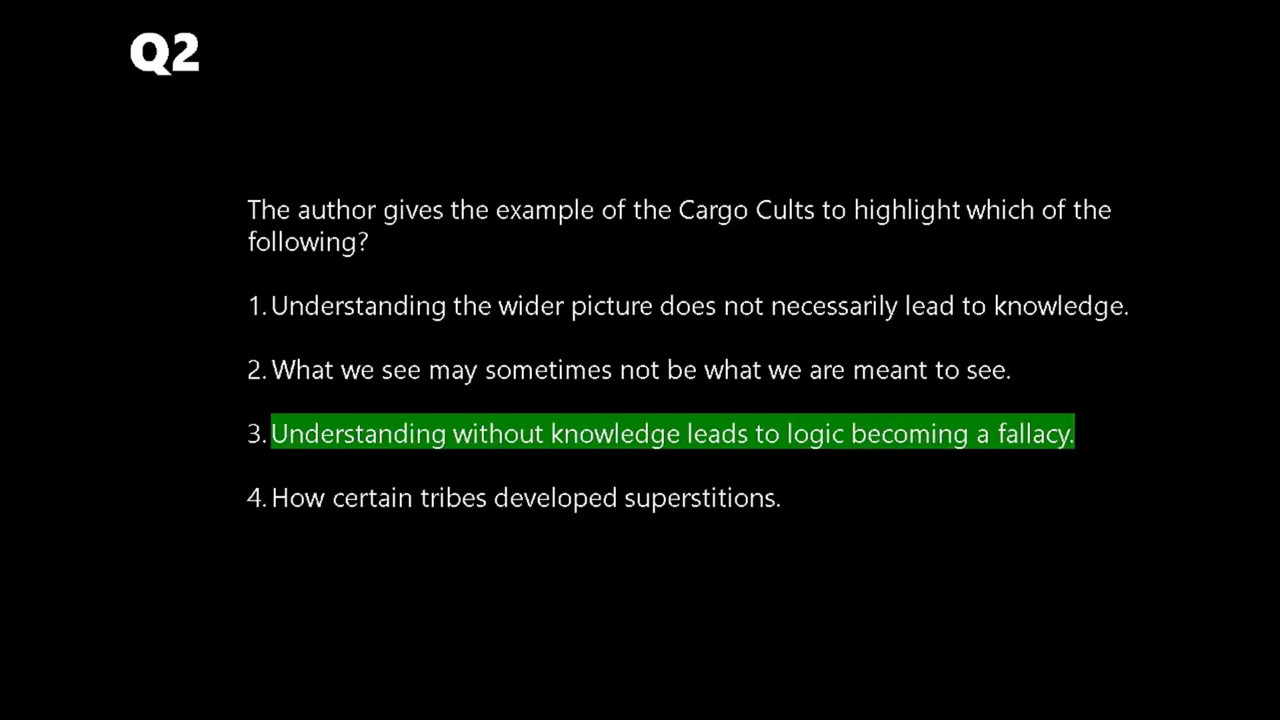 Q2
The author gives the example of the Cargo Cults to highlight which of the
following?
1. Understanding the wider picture does not necessarily lead to knowledge.
2. What we see may sometimes not be what we are meant to see.
3. Understanding without knowledge leads to logic becoming a fallacy.
4. How certain tribes developed superstitions.